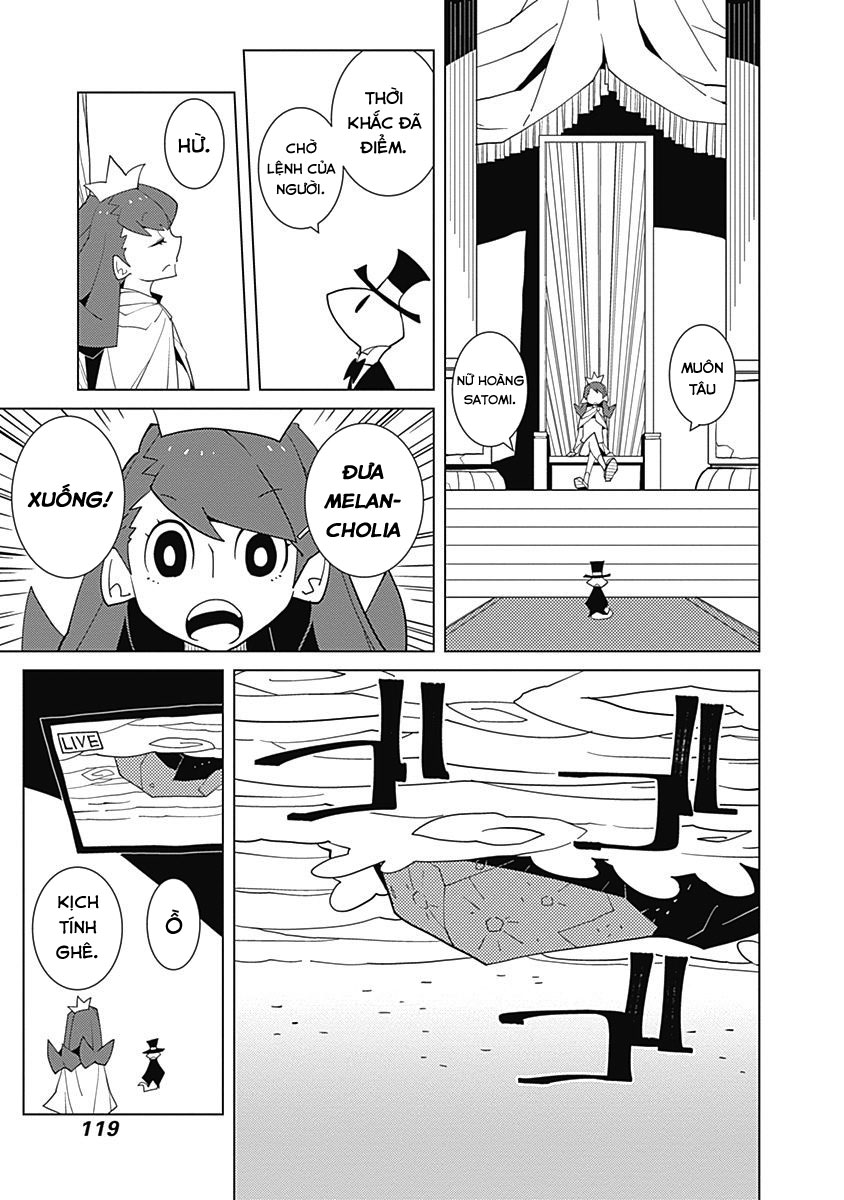 MUÔN
TÂU
NỮ HOÀNG
SATOMI.
THỜI
KHẮC ĐÃ
ĐIỂM.
CHỜ
LỆNH CỦA
NGƯỜI.
HỪ.
ĐƯA
MELAN-
CHOLIA
XUỐNG!
LIVE
Ồ
KỊCH
TÍNH
GHÊ.
119